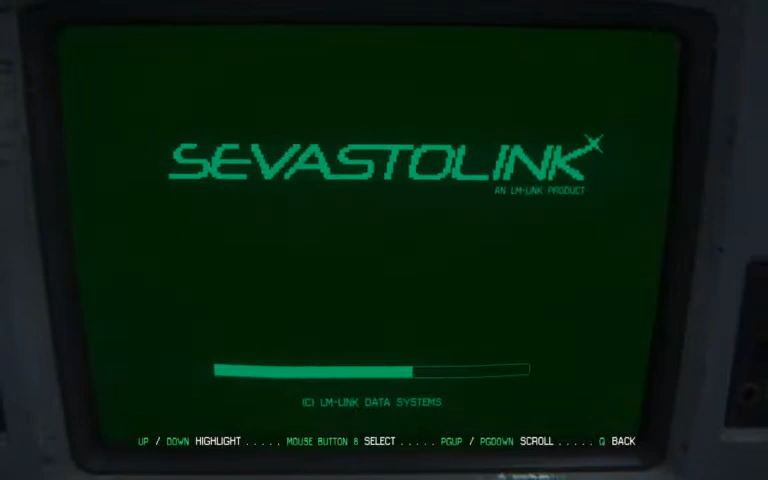 SEVASTOLINK
AN LM-LINK PRODUCT
(C) LM-LINK DATA SYSTEMS
UP / DOWN HIGHLIGHT ..... MOUSE BUTTON 8 SELECT ..... PGUP / PGDOWN SCROLL ..... Q BACK